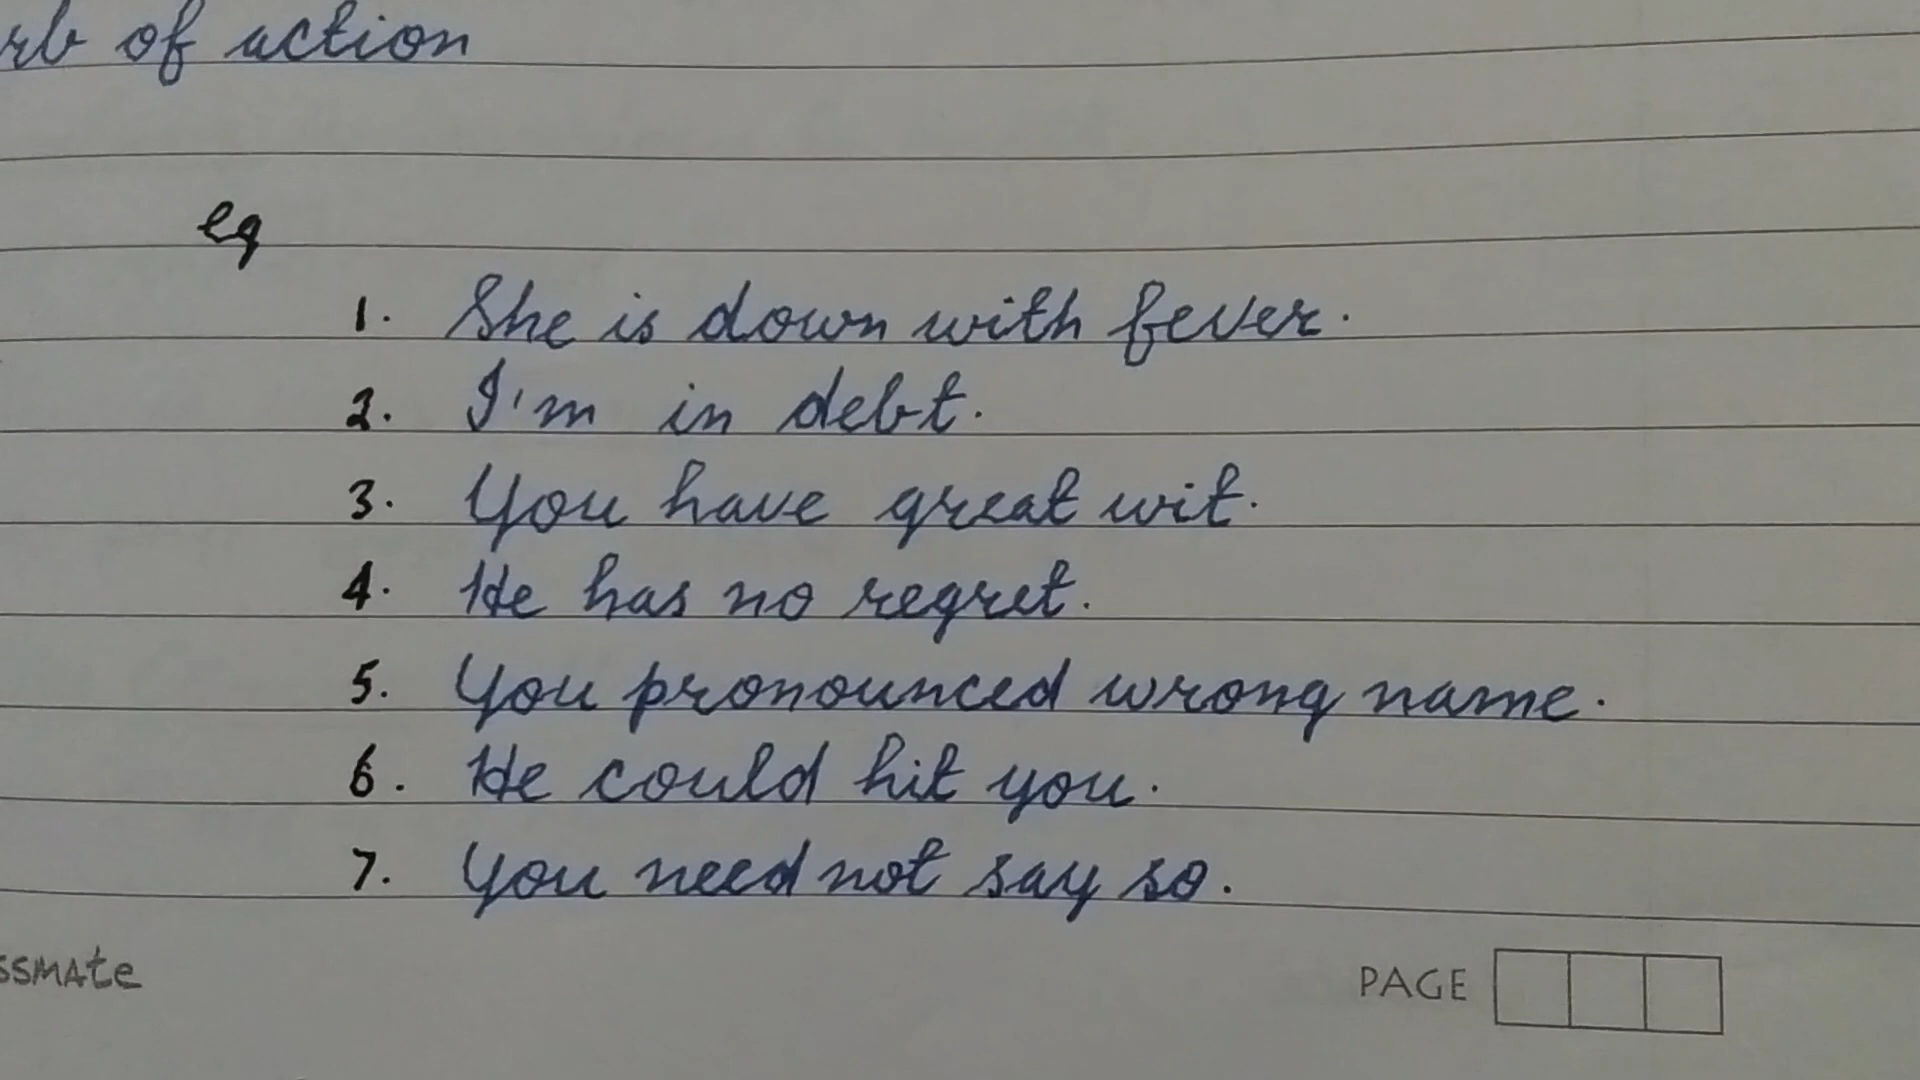 rb of action
eg
1. She is down with fever.
2. I'm in debt.
3. You have great wit.
4. He has no regret.
5. You pronounced wrong name.
6. He could hit you.
7. You need not say so.
ssmate
PAGE